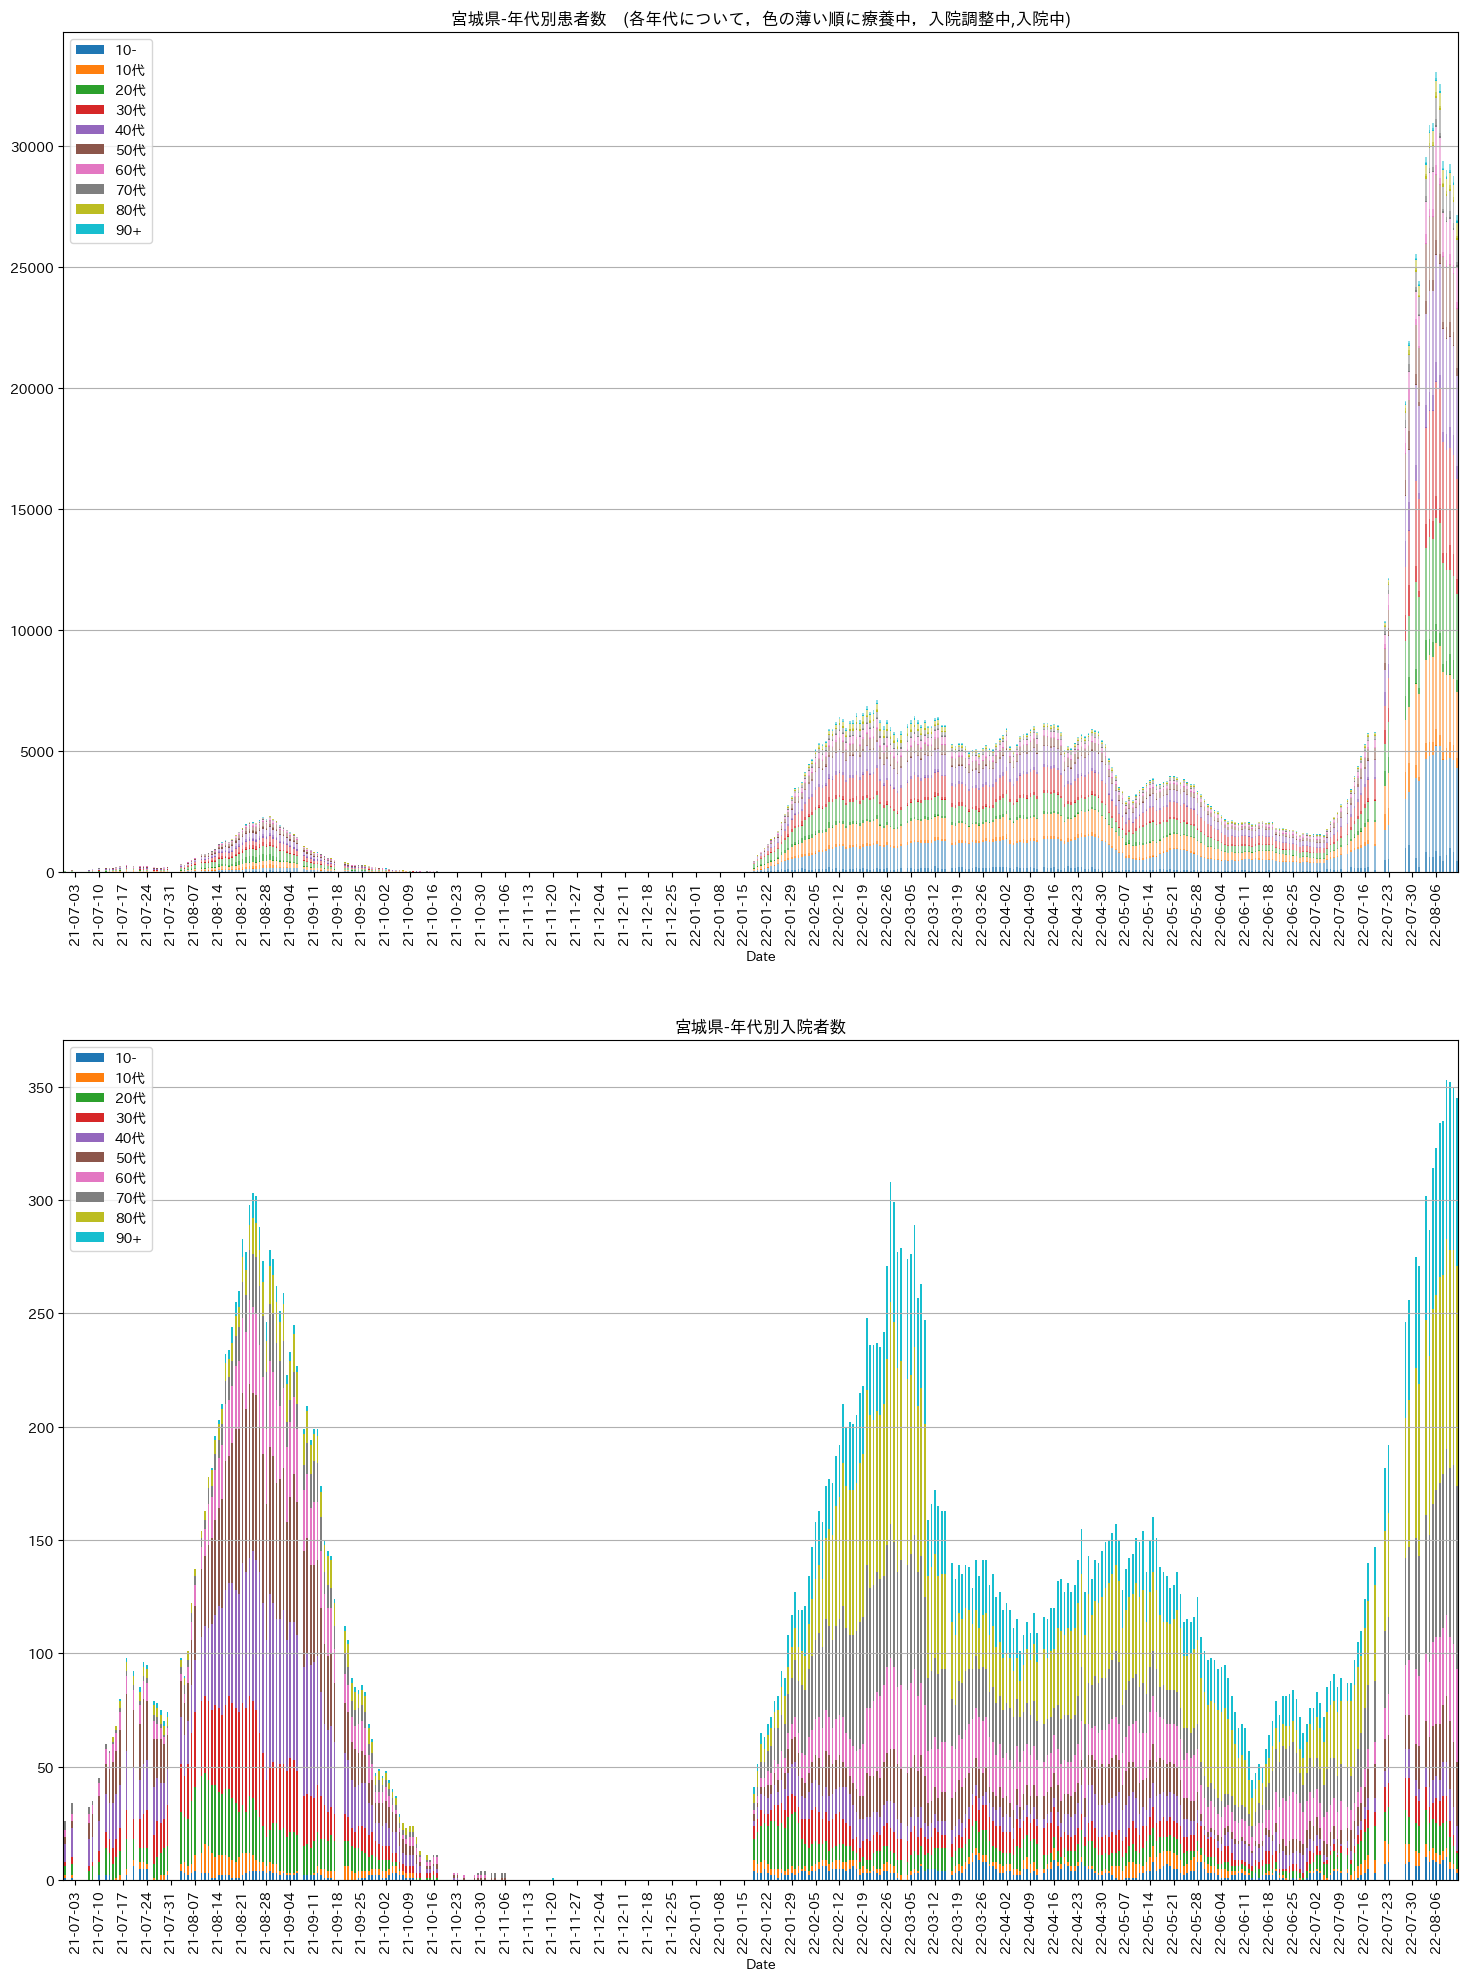 宮城県-年代別患者数　(各年代について，色の薄い順に療養中，入院調整中,入院中)
10-
10代
20代
30代
40代
50代
60代
70代
80代
90+
30000
25000
20000
15000
10000
5000
0
21-07-03 21-07-10 21-07-17 21-07-24 21-07-31 21-08-07 21-08-14 21-08-21 21-08-28 21-09-04 21-09-11 21-09-18 21-09-25 21-10-02 21-10-09 21-10-16 21-10-23 21-10-30 21-11-06 21-11-13 21-11-20 21-11-27 21-12-04 21-12-11 21-12-18 21-12-25 22-01-01 22-01-08 22-01-15 22-01-22 22-01-29 22-02-05 22-02-12 22-02-19 22-02-26 22-03-05 22-03-12 22-03-19 22-03-26 22-04-02 22-04-09 22-04-16 22-04-23 22-04-30 22-05-07 22-05-14 22-05-21 22-05-28 22-06-04 22-06-11 22-06-18 22-06-25 22-07-02 22-07-09 22-07-16 22-07-23 22-07-30 22-08-06
Date
宮城県-年代別入院者数
10-
10代
20代
30代
40代
50代
60代
70代
80代
90+
350
300
250
200
150
100
50
0
21-07-03 21-07-10 21-07-17 21-07-24 21-07-31 21-08-07 21-08-14 21-08-21 21-08-28 21-09-04 21-09-11 21-09-18 21-09-25 21-10-02 21-10-09 21-10-16 21-10-23 21-10-30 21-11-06 21-11-13 21-11-20 21-11-27 21-12-04 21-12-11 21-12-18 21-12-25 22-01-01 22-01-08 22-01-15 22-01-22 22-01-29 22-02-05 22-02-12 22-02-19 22-02-26 22-03-05 22-03-12 22-03-19 22-03-26 22-04-02 22-04-09 22-04-16 22-04-23 22-04-30 22-05-07 22-05-14 22-05-21 22-05-28 22-06-04 22-06-11 22-06-18 22-06-25 22-07-02 22-07-09 22-07-16 22-07-23 22-07-30 22-08-06
Date